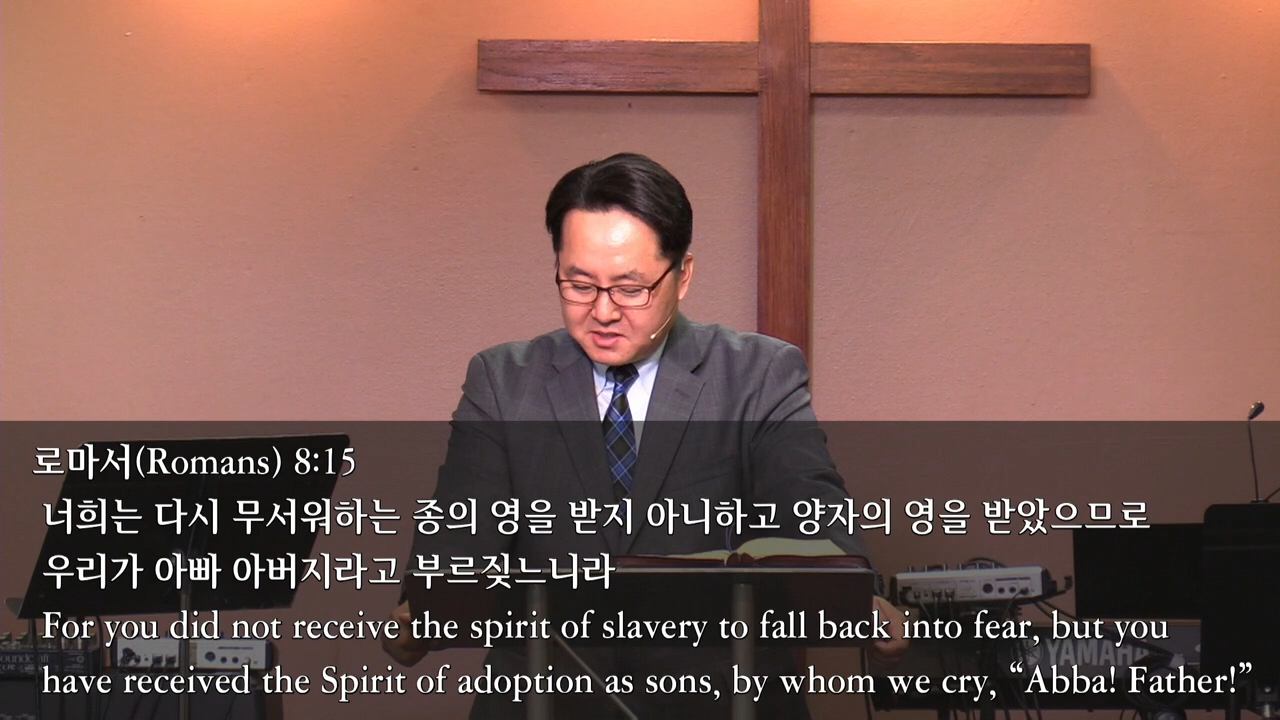 로마서(Romans) 8:15
너희는 다시 무서워하는 종의 영을 받지 아니하고 양자의 영을 받았으므로
우리가 아빠 아버지라고 부르짖느니라
For you did not receive the spirit of slavery to fall back into fear, but you
have received the Spirit of adoption as sons, by whom we cry, “Abba! Father!”
YAMAHA
Soundcraft